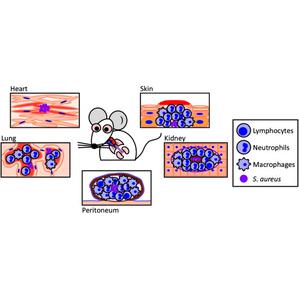 Heart
Skin
Lung
Kidney
Peritoneum
Lymphocytes
Neutrophils
Macrophages
S. aureus